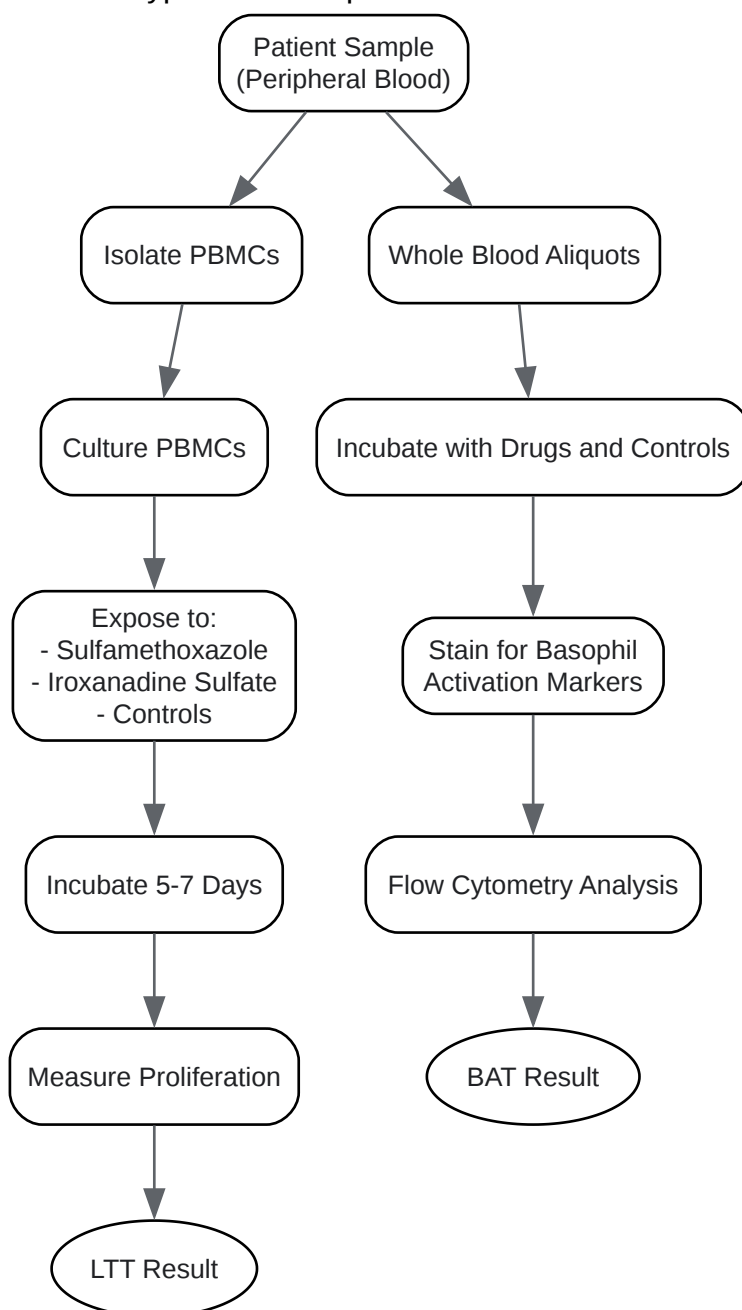 Patient Sample
(Peripheral Blood)
Isolate PBMCs
Whole Blood Aliquots
Culture PBMCs
Incubate with Drugs and Controls
Expose to:
- Sulfamethoxazole
- Iroxanadine Sulfate
- Controls
Stain for Basophil
Activation Markers
Incubate 5-7 Days
Flow Cytometry Analysis
Measure Proliferation
BAT Result
LTT Result